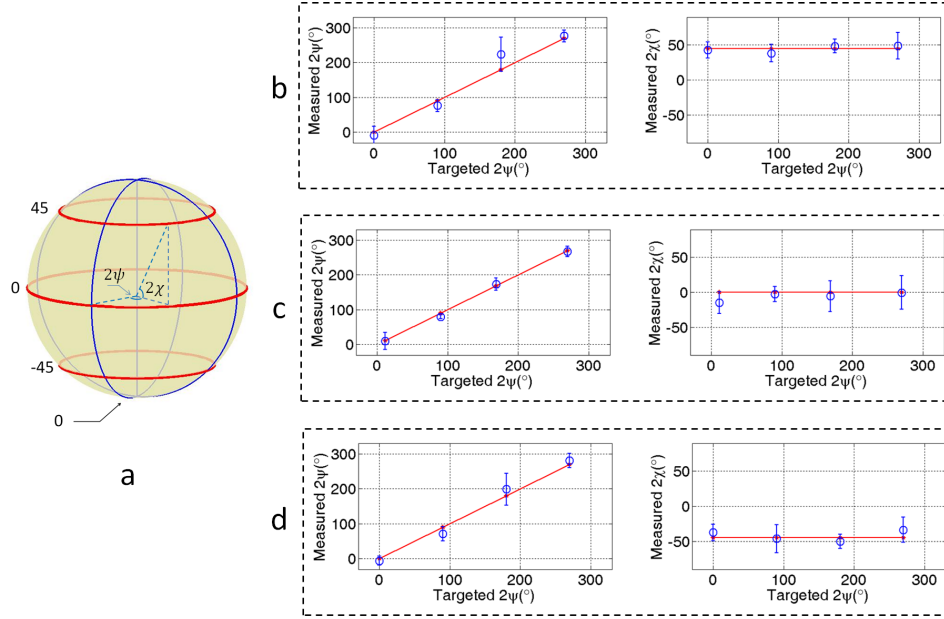 45
0
-45
0
2ψ
2χ
a
b
Measured 2ψ(°)
300
200
100
0
0 100 200 300
Targeted 2ψ(°)
Measured 2χ(°)
50
0
-50
0 100 200 300
Targeted 2ψ(°)
c
Measured 2ψ(°)
300
200
100
0
0 100 200 300
Targeted 2ψ(°)
Measured 2χ(°)
50
0
-50
0 100 200 300
Targeted 2ψ(°)
d
Measured 2ψ(°)
300
200
100
0
0 100 200 300
Targeted 2ψ(°)
Measured 2χ(°)
50
0
-50
0 100 200 300
Targeted 2ψ(°)